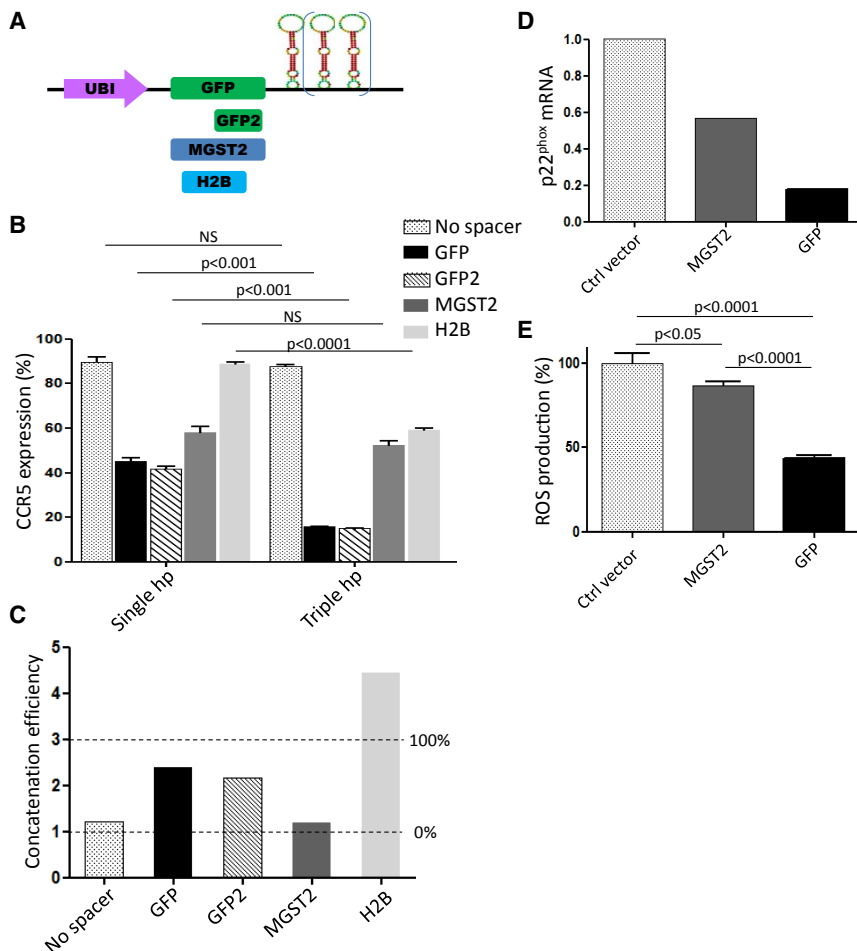 A
UBI
GFP
GFP2
MGST2
H2B
B
No spacer
GFP
GFP2
MGST2
H2B
NS
p<0.001
p<0.001
NS
p<0.0001
CCR5 expression (%)
100
80
60
40
20
0
Single hp
Triple hp
C
Concatenation efficiency
5
4
3
2
1
0
100%
0%
No spacer
GFP
GFP2
MGST2
H2B
D
p22phox mRNA
1.0
0.8
0.6
0.4
0.2
0.0
Ctrl vector
MGST2
GFP
E
p<0.0001
p<0.05
p<0.0001
ROS production (%)
100
50
0
Ctrl vector
MGST2
GFP